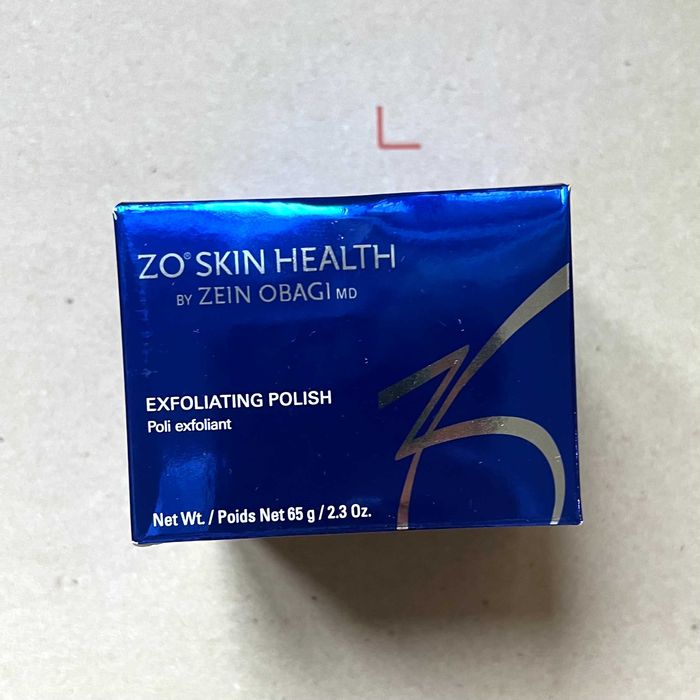 ZO® SKIN HEALTH
BY ZEIN OBAGI MD
EXFOLIATING POLISH
Poli exfoliant
Net Wt. / Poids Net 65 g / 2.3 Oz.